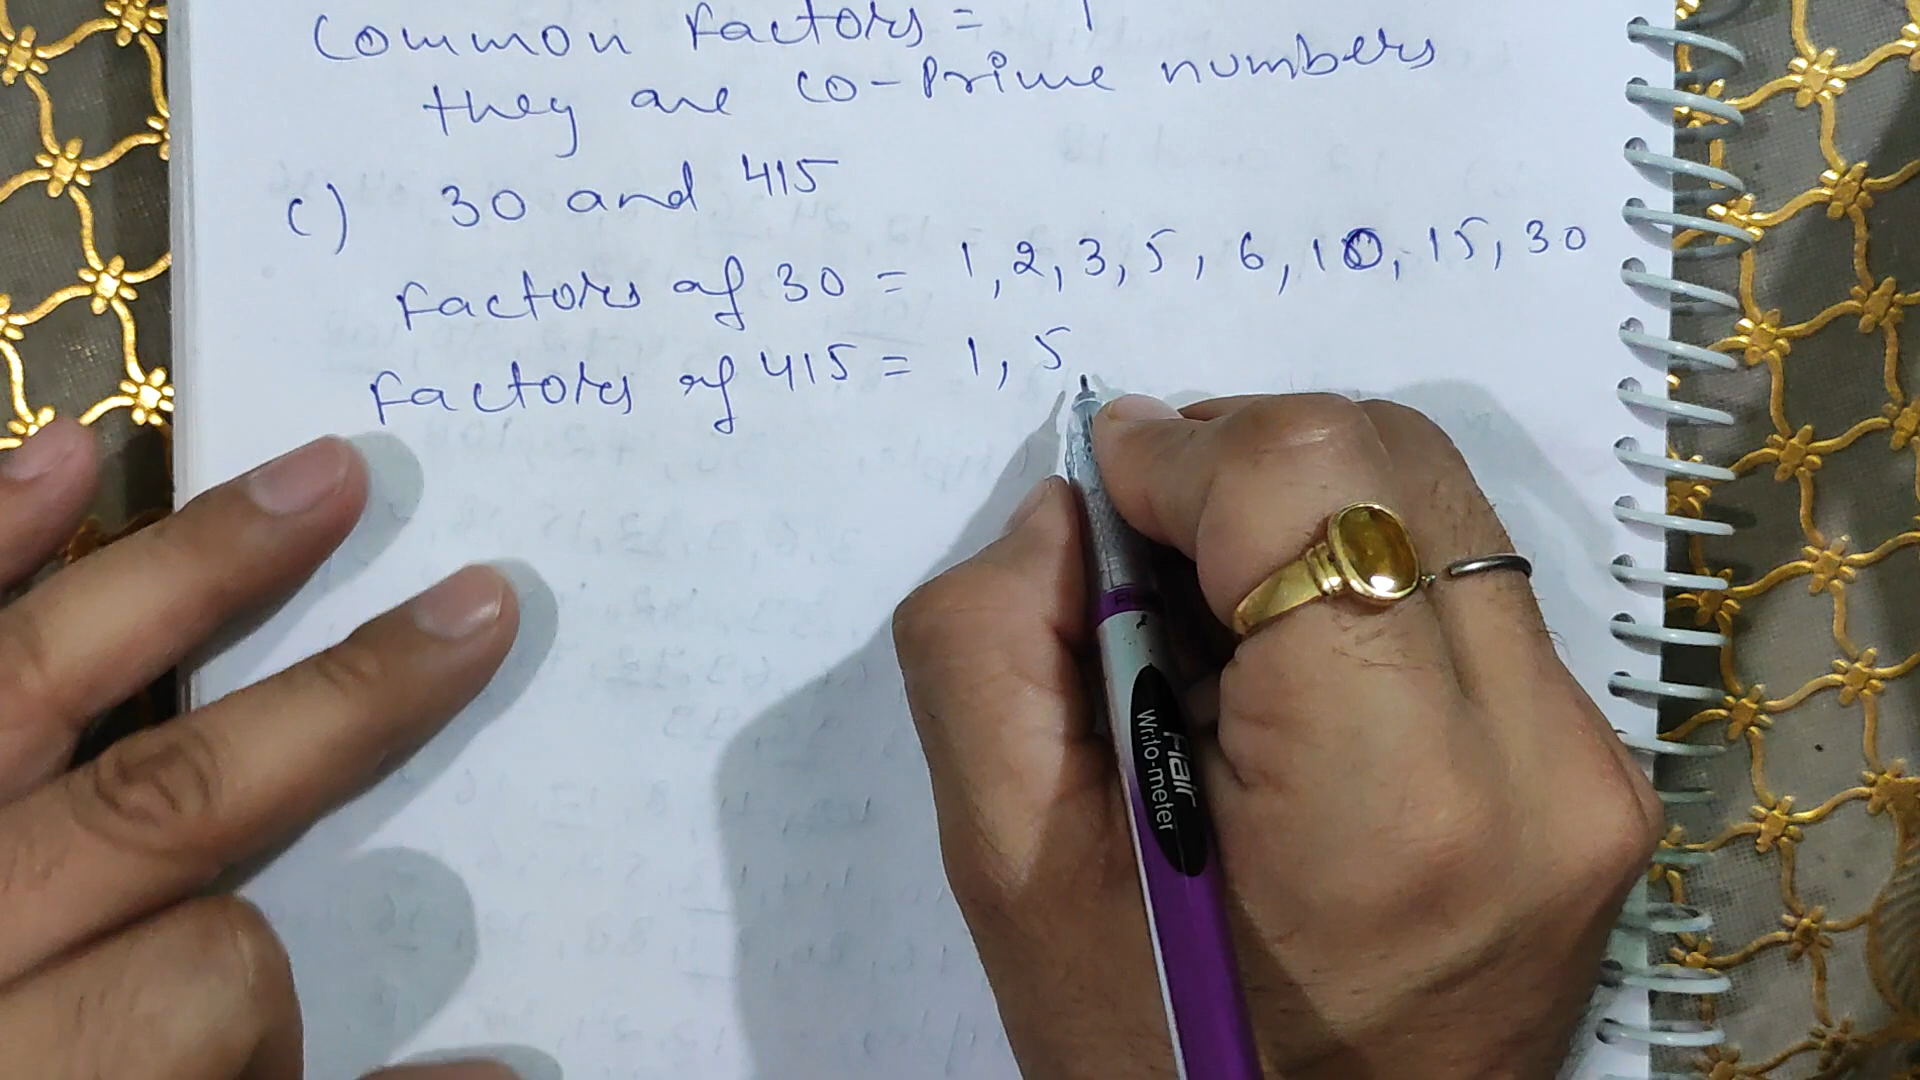 Common Factors = 1
they are co-Prime numbers
c) 30 and 415
Factors of 30 = 1, 2, 3, 5, 6, 10, 15, 30
Factors of 415 = 1, 5
Flair
Writo-meter